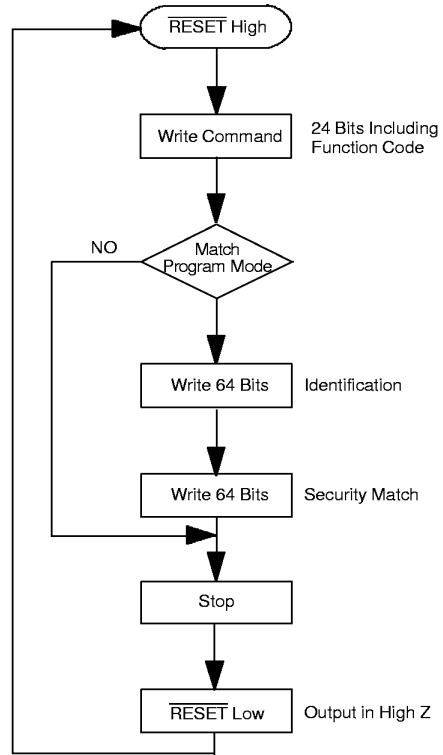 RESET High
Write Command
24 Bits Including
Function Code
NO
Match
Program Mode
Write 64 Bits
Identification
Write 64 Bits
Security Match
Stop
RESET Low
Output in High Z